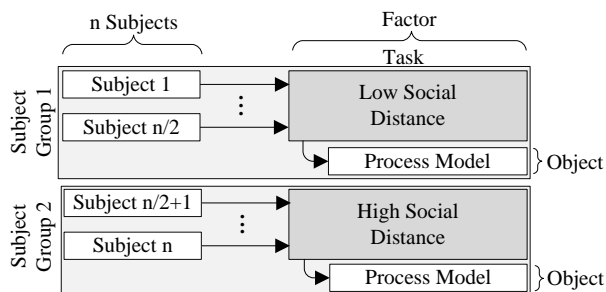 n Subjects
Factor
Task
Subject Group 1
Subject 1
Subject n/2
⋮
Low Social
Distance
Process Model
Object
Subject Group 2
Subject n/2+1
Subject n
⋮
High Social
Distance
Process Model
Object